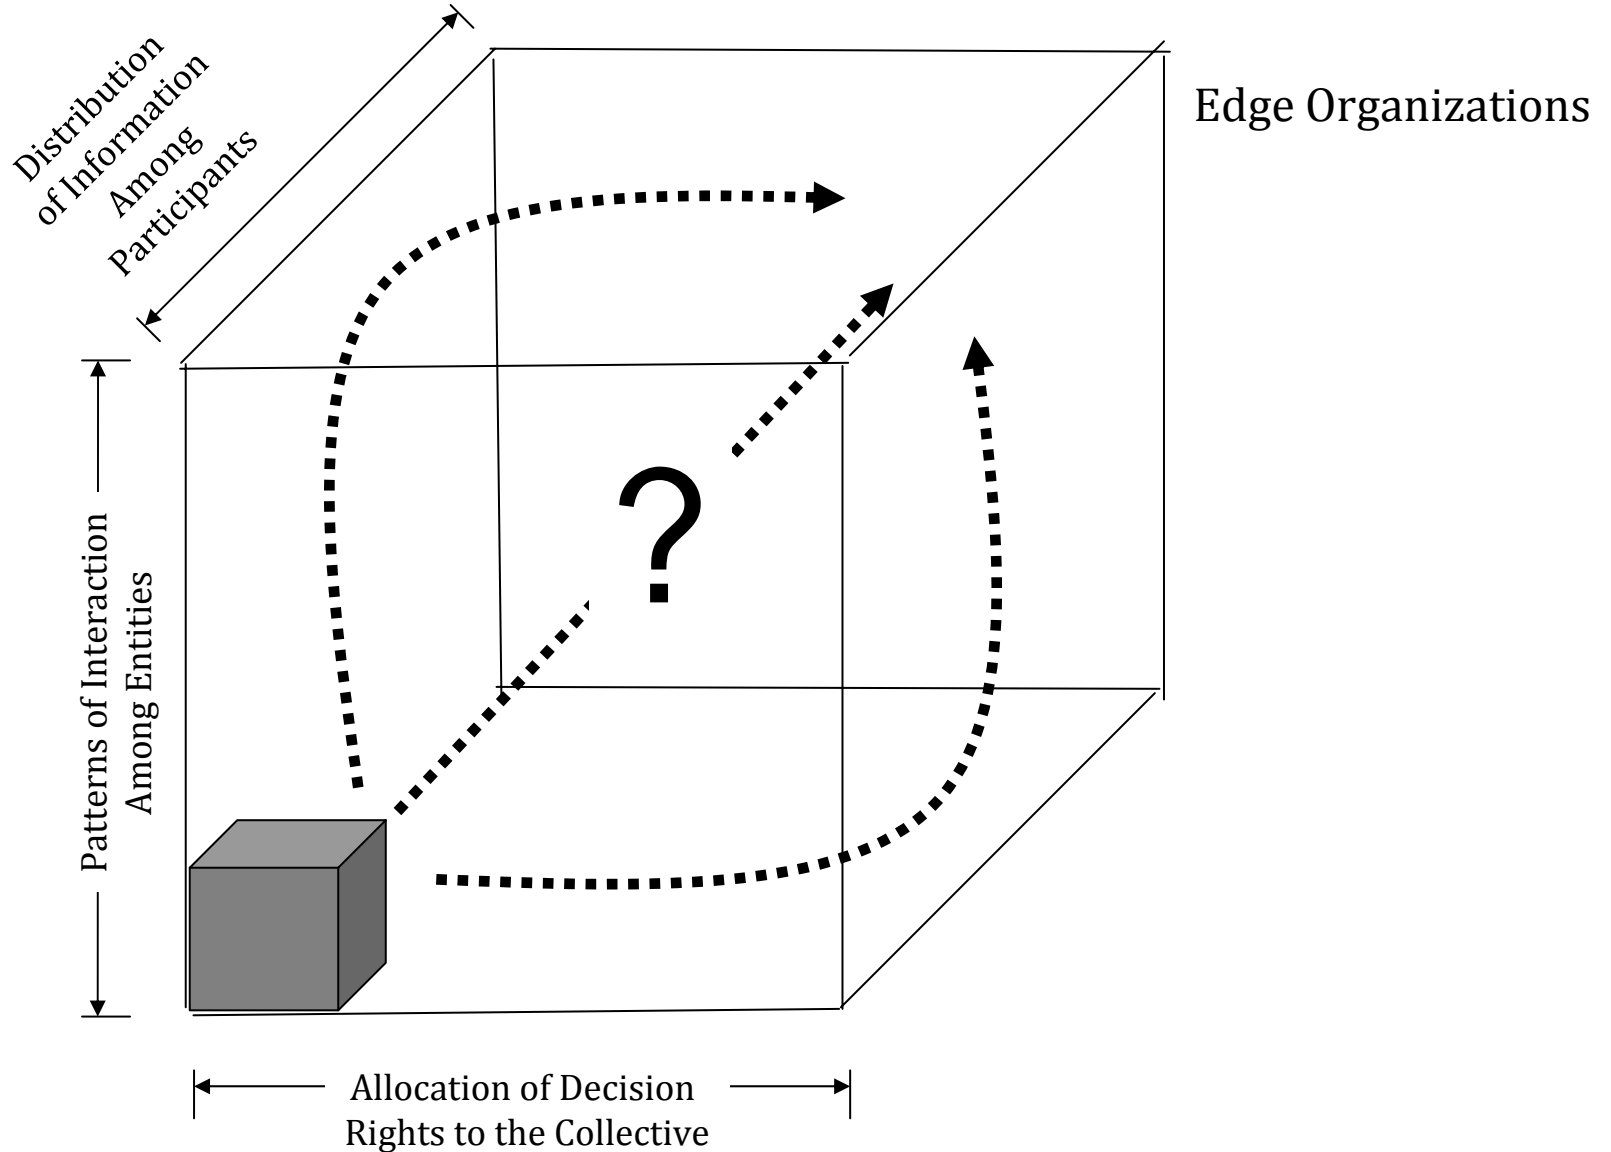 Distribution
of Information
Among
Participants
Edge Organizations
?
Patterns of Interaction
Among Entities
Allocation of Decision
Rights to the Collective